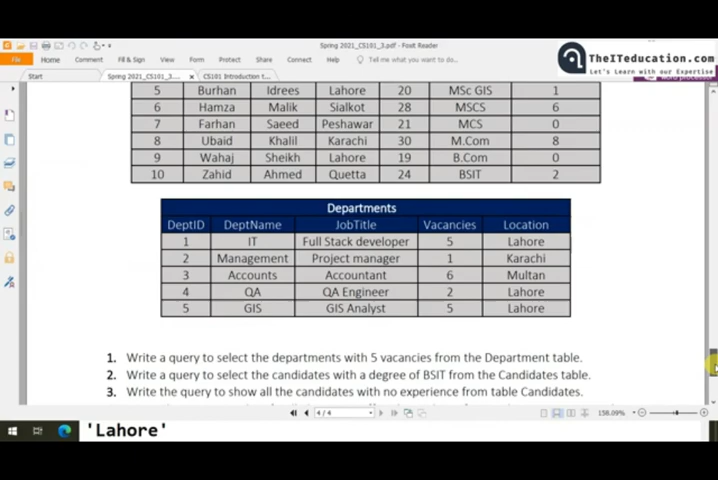 Spring 2021_CS101_3.pdf - Foxit Reader
File Home Comment Fill & Sign View Form Protect Share Connect Help Tell me what you want to do...
TheITeducation.com
Let's Learn with our Expertise
Start Spring 2021_CS101_3.... CS101 Introduction t...
5 Burhan Idrees Lahore 20 MSc GIS 1
6 Hamza Malik Sialkot 28 MSCS 6
7 Farhan Saeed Peshawar 21 MCS 0
8 Ubaid Khalil Karachi 30 M.Com 8
9 Wahaj Sheikh Lahore 19 B.Com 0
10 Zahid Ahmed Quetta 24 BSIT 2
Departments
DeptID DeptName JobTitle Vacancies Location
1 IT Full Stack developer 5 Lahore
2 Management Project manager 1 Karachi
3 Accounts Accountant 6 Multan
4 QA QA Engineer 2 Lahore
5 GIS GIS Analyst 5 Lahore
1. Write a query to select the departments with 5 vacancies from the Department table.
2. Write a query to select the candidates with a degree of BSIT from the Candidates table.
3. Write the query to show all the candidates with no experience from table Candidates.
4 / 4 158.09%
'Lahore'